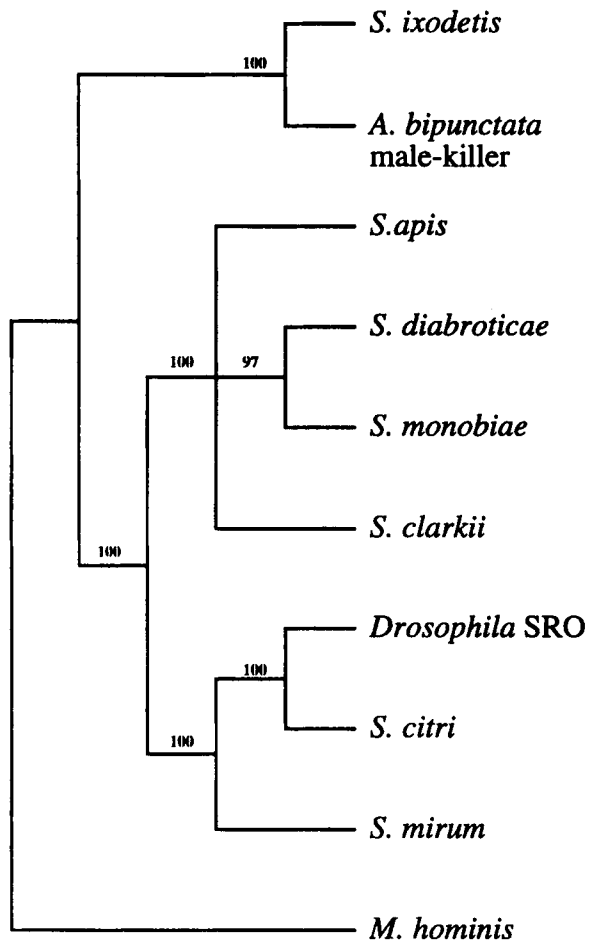 S. ixodetis
100
A. bipunctata
male-killer
S.apis
S. diabroticae
100
97
S. monobiae
S. clarkii
100
Drosophila SRO
100
S. citri
100
S. mirum
M. hominis